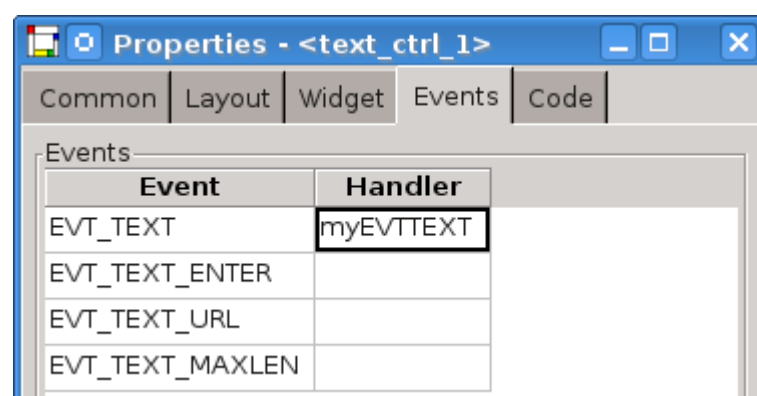 Properties - <text_ctrl_1>
Common Layout Widget Events Code
Events
Event Handler
EVT_TEXT myEVTTEXT
EVT_TEXT_ENTER
EVT_TEXT_URL
EVT_TEXT_MAXLEN